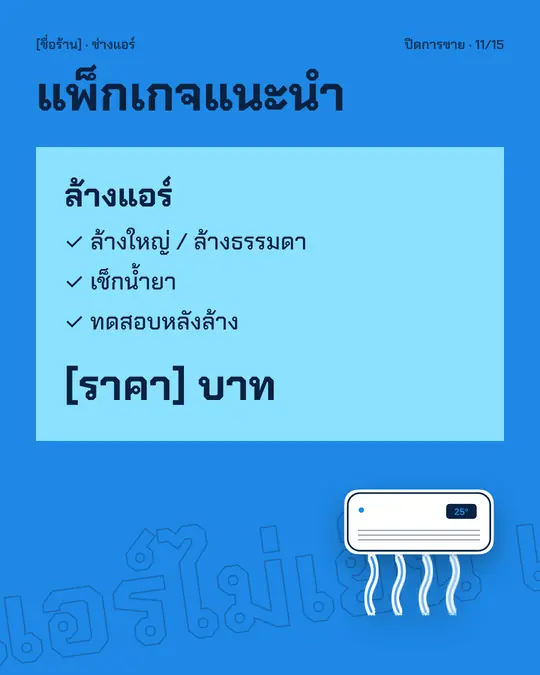 [ชื่อร้าน] · ช่างแอร์
ปิดการขาย · 11/15
แพ็กเกจแนะนำ
ล้างแอร์
✓ ล้างใหญ่ / ล้างธรรมดา
✓ เช็กน้ำยา
✓ ทดสอบหลังล้าง
[ราคา] บาท
25°
แอร์ไม่เย็น